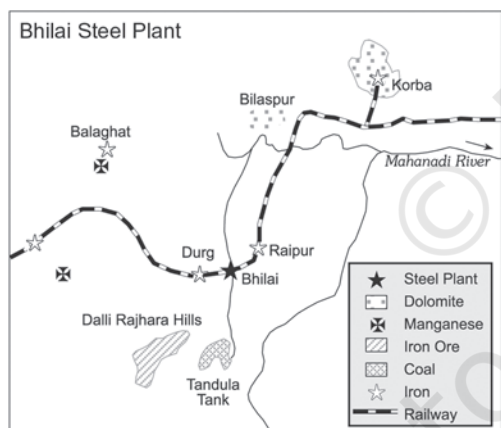 Bhilai Steel Plant
Korba
Bilaspur
Balaghat
Mahanadi River
Durg
Raipur
Bhilai
Dalli Rajhara Hills
Tandula
Tank
Steel Plant
Dolomite
Manganese
Iron Ore
Coal
Iron
Railway
©